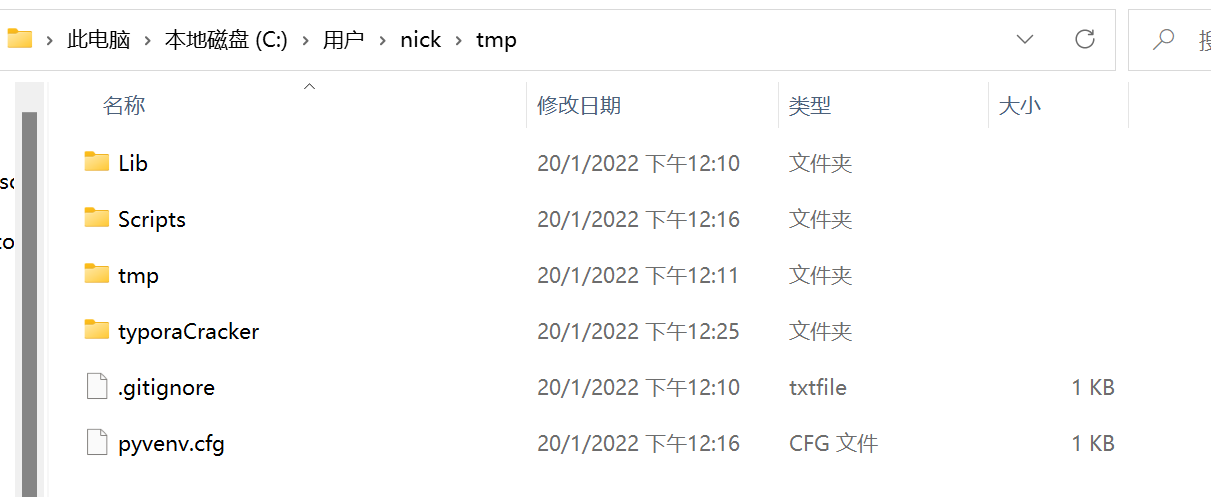 此电脑 › 本地磁盘 (C:) › 用户 › nick › tmp
名称 修改日期 类型 大小
Lib 20/1/2022 下午12:10 文件夹
Scripts 20/1/2022 下午12:16 文件夹
tmp 20/1/2022 下午12:11 文件夹
typoraCracker 20/1/2022 下午12:25 文件夹
.gitignore 20/1/2022 下午12:10 txtfile 1 KB
pyvenv.cfg 20/1/2022 下午12:16 CFG 文件 1 KB